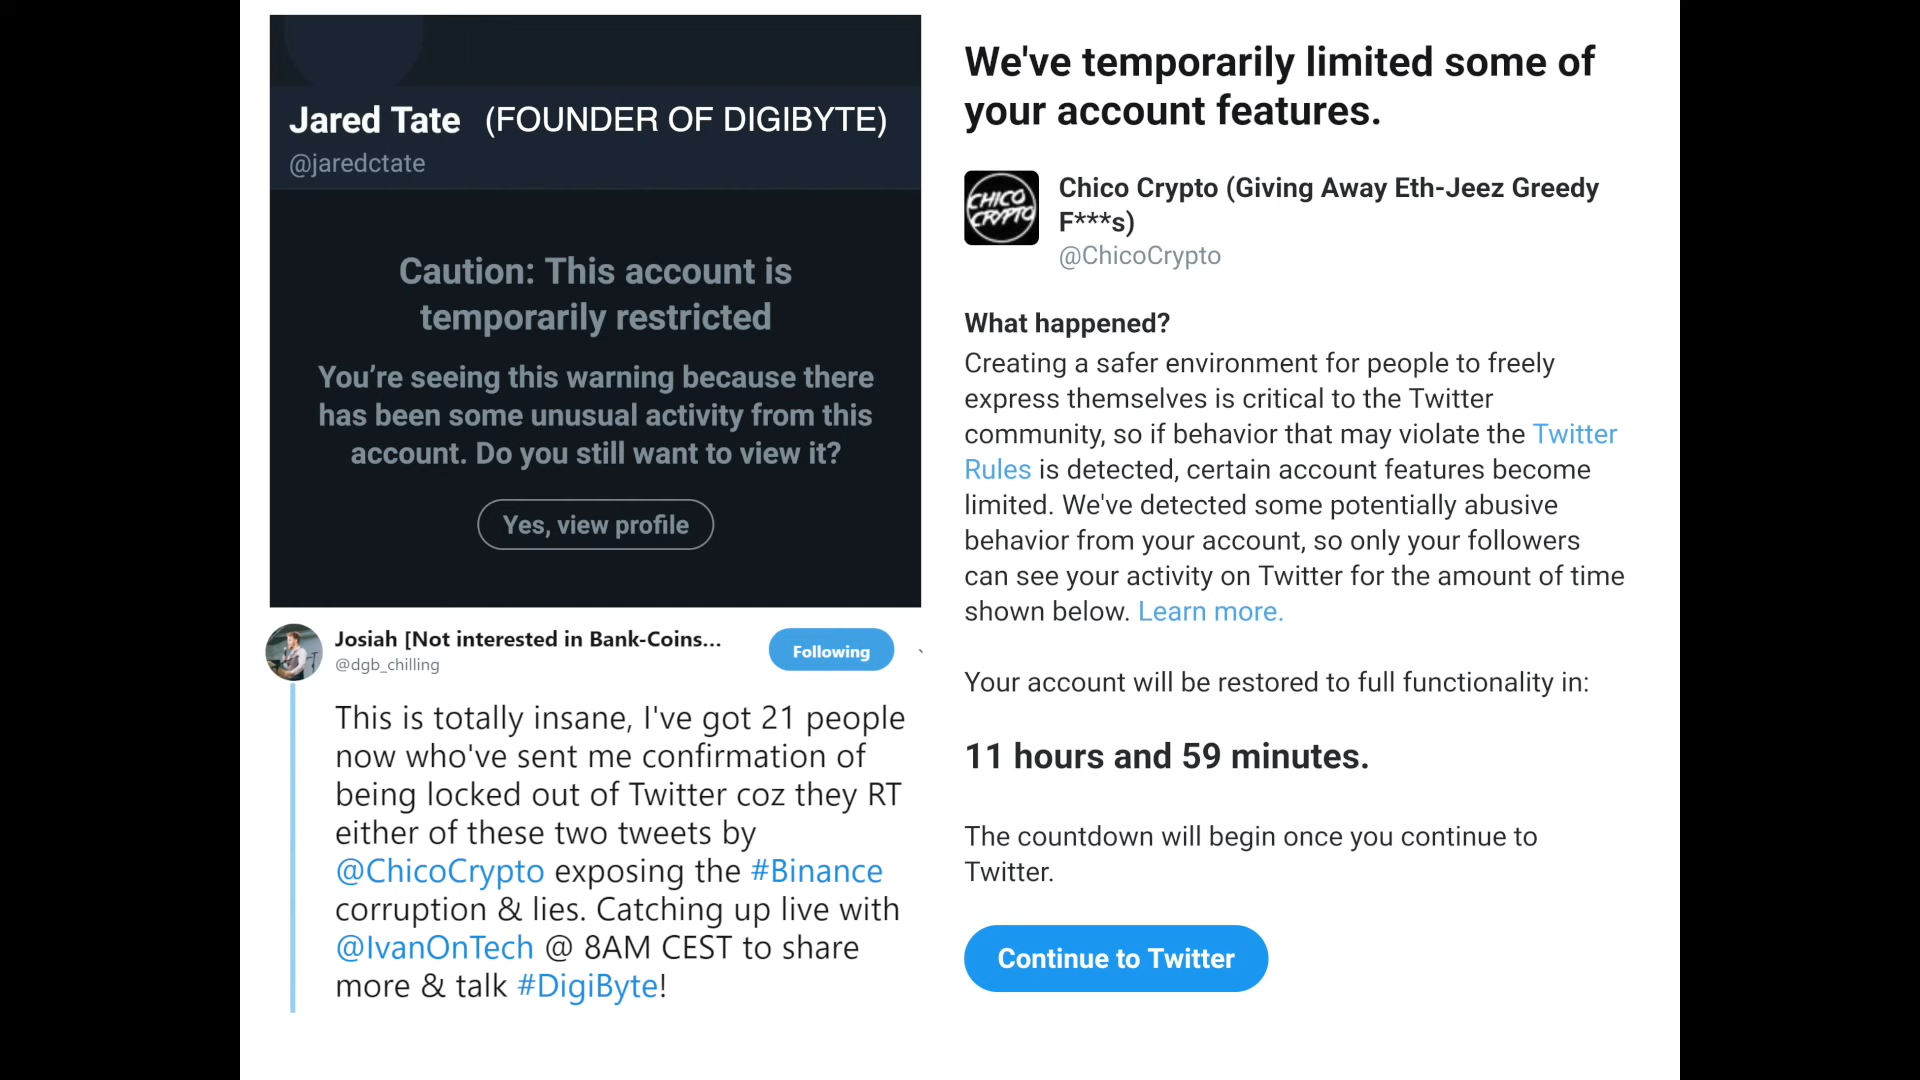 Jared Tate (FOUNDER OF DIGIBYTE)
@jaredctate
Caution: This account is
temporarily restricted
You’re seeing this warning because there
has been some unusual activity from this
account. Do you still want to view it?
Yes, view profile
Josiah [Not interested in Bank-Coins...
@dgb_chilling
Following
This is totally insane, I've got 21 people
now who've sent me confirmation of
being locked out of Twitter coz they RT
either of these two tweets by
@ChicoCrypto exposing the #Binance
corruption & lies. Catching up live with
@IvanOnTech @ 8AM CEST to share
more & talk #DigiByte!
We've temporarily limited some of
your account features.
CHICO
CRYPTO
Chico Crypto (Giving Away Eth-Jeez Greedy
F***s)
@ChicoCrypto
What happened?
Creating a safer environment for people to freely
express themselves is critical to the Twitter
community, so if behavior that may violate the Twitter
Rules is detected, certain account features become
limited. We've detected some potentially abusive
behavior from your account, so only your followers
can see your activity on Twitter for the amount of time
shown below. Learn more.
Your account will be restored to full functionality in:
11 hours and 59 minutes.
The countdown will begin once you continue to
Twitter.
Continue to Twitter